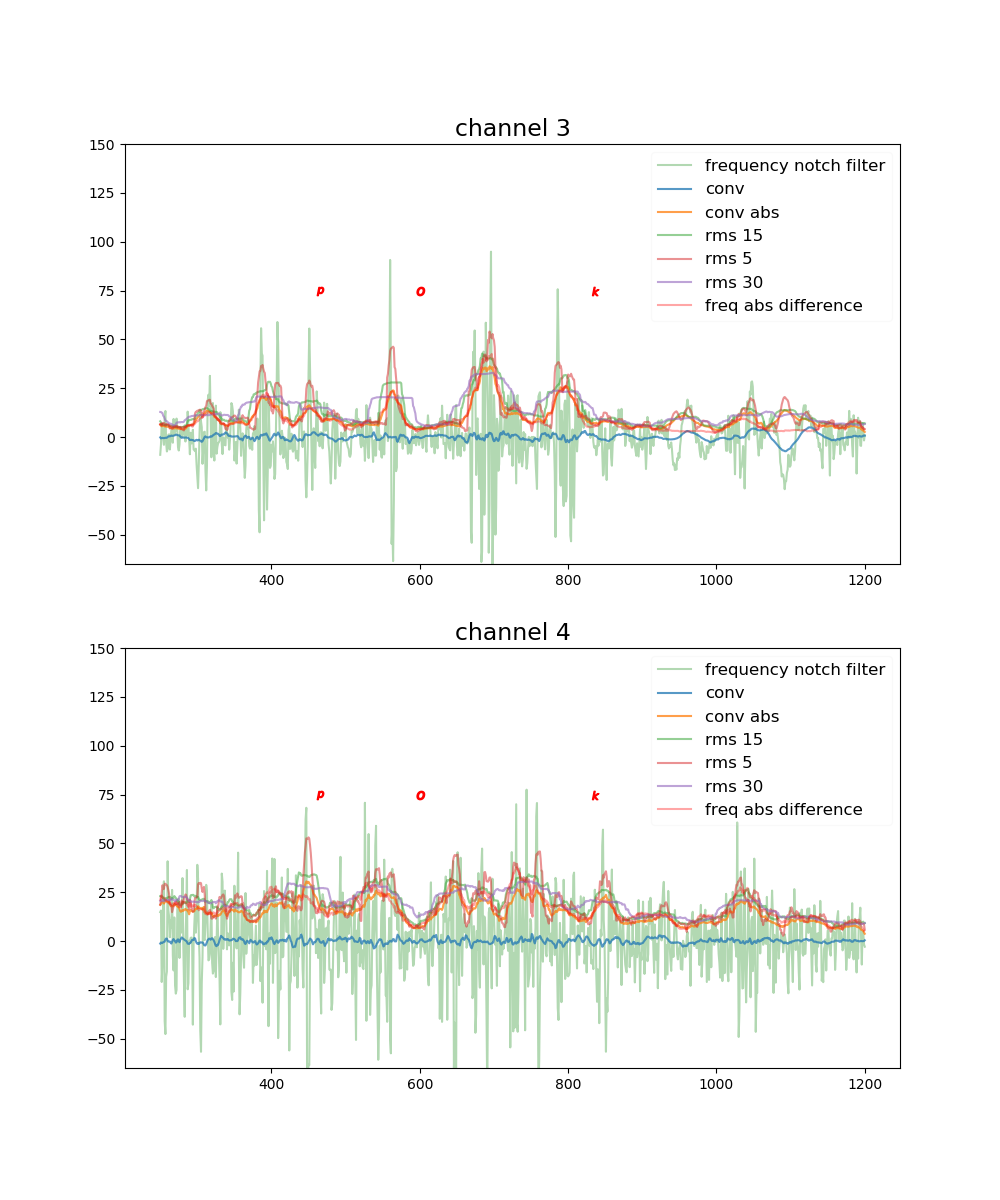 channel 3
150
125
100
75
50
25
0
−25
−50
frequency notch filter
conv
conv abs
rms 15
rms 5
rms 30
freq abs difference
P O K
400 600 800 1000 1200
channel 4
150
125
100
75
50
25
0
−25
−50
frequency notch filter
conv
conv abs
rms 15
rms 5
rms 30
freq abs difference
P O K
400 600 800 1000 1200